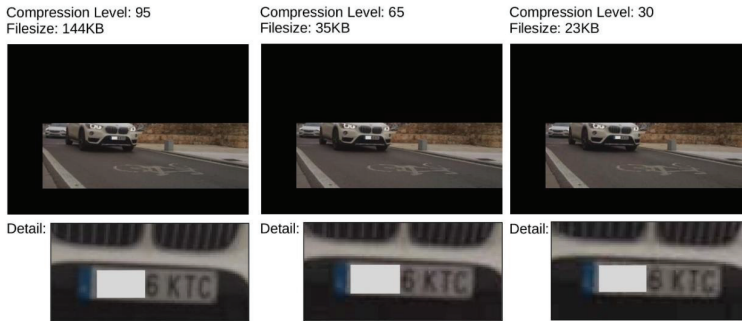 Compression Level: 95
Filesize: 144KB
Compression Level: 65
Filesize: 35KB
Compression Level: 30
Filesize: 23KB
Detail:
6 KTC
Detail:
6 KTC
Detail:
6 KTC